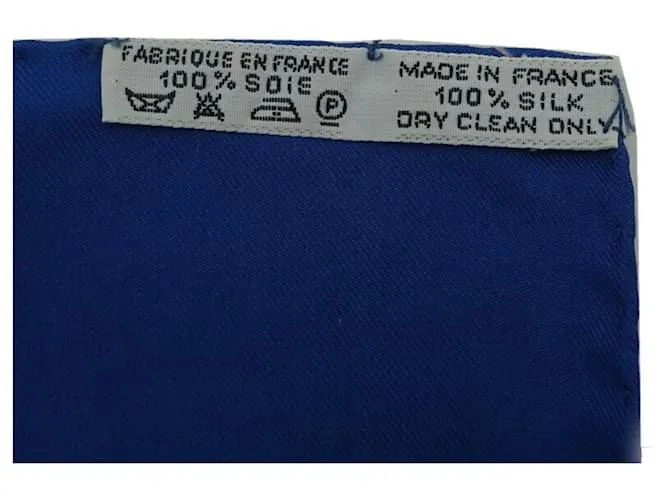 FABRIQUE EN FRANCE
100% SOIE
P
MADE IN FRANCE
100% SILK
DRY CLEAN ONLY